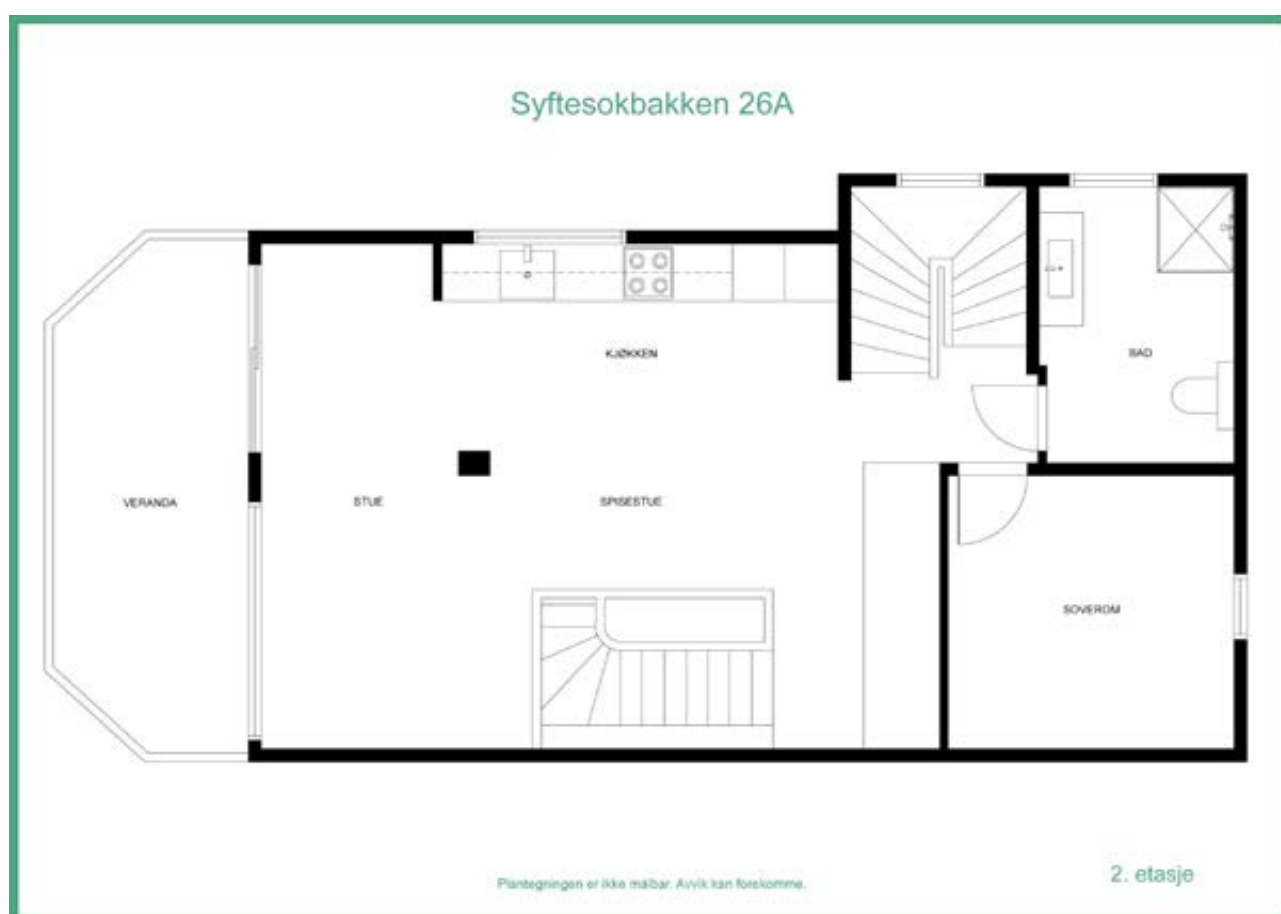 Syftesokbakken 26A
KJØKKEN
BAD
VERANDA
STUE
SPISESTUE
SOVEROM
Plantegningen er ikke målbar. Avvik kan forekomme.
2. etasje